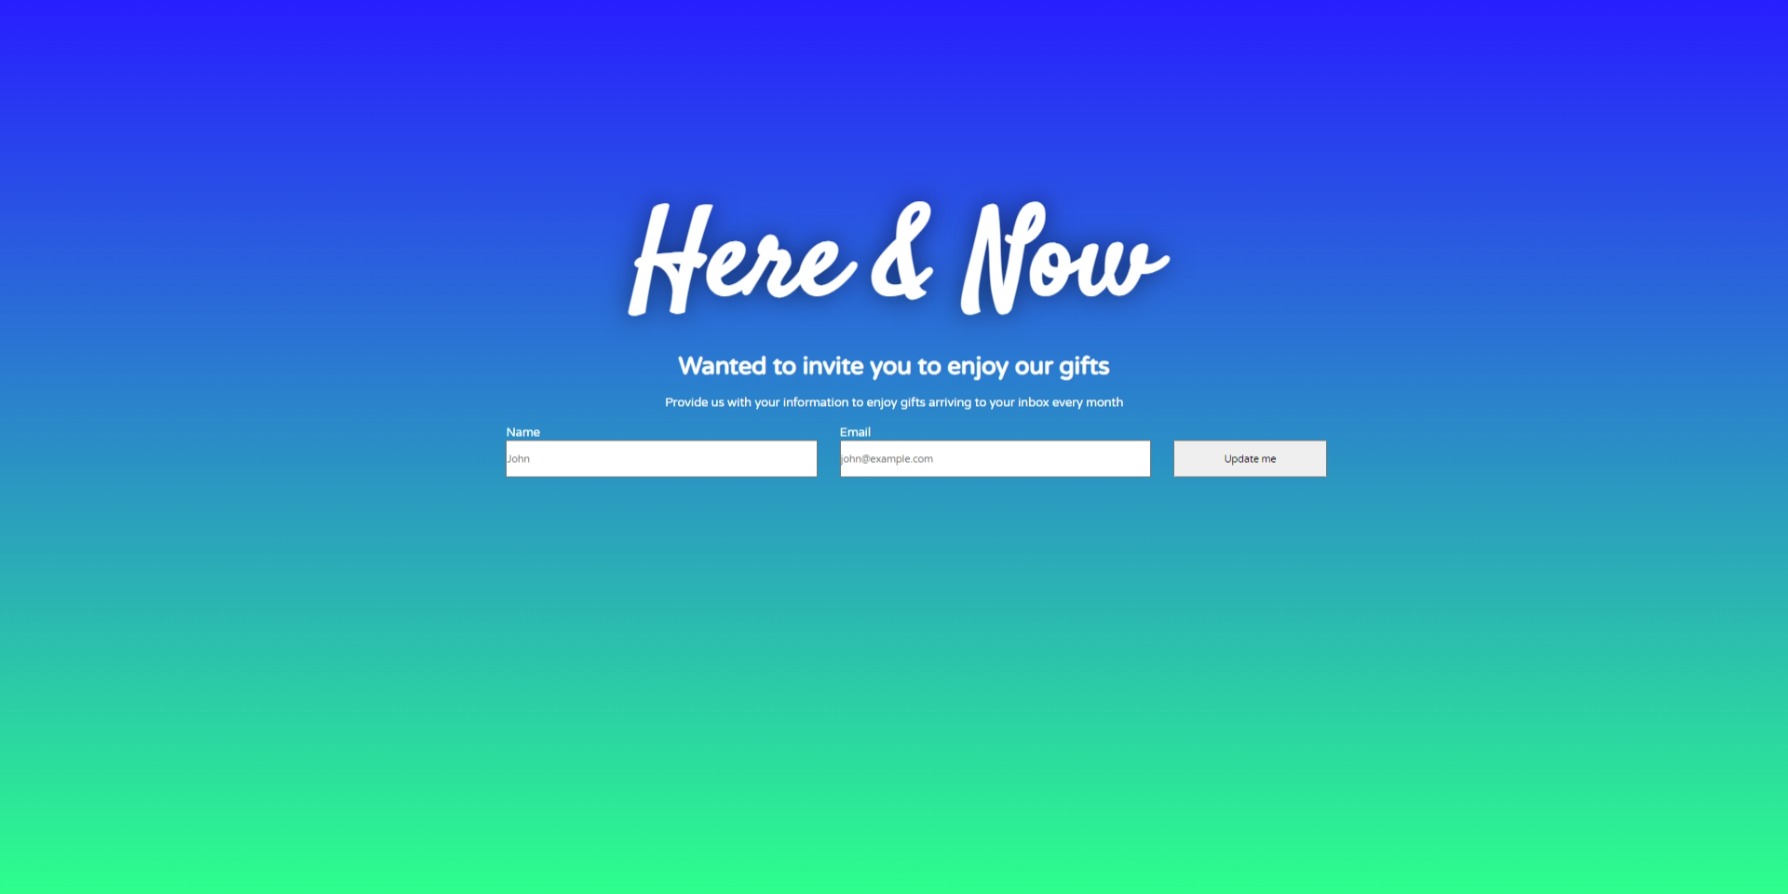 Here & Now
Wanted to invite you to enjoy our gifts
Provide us with your information to enjoy gifts arriving to your inbox every month
Name Email
John john@example.com Update me